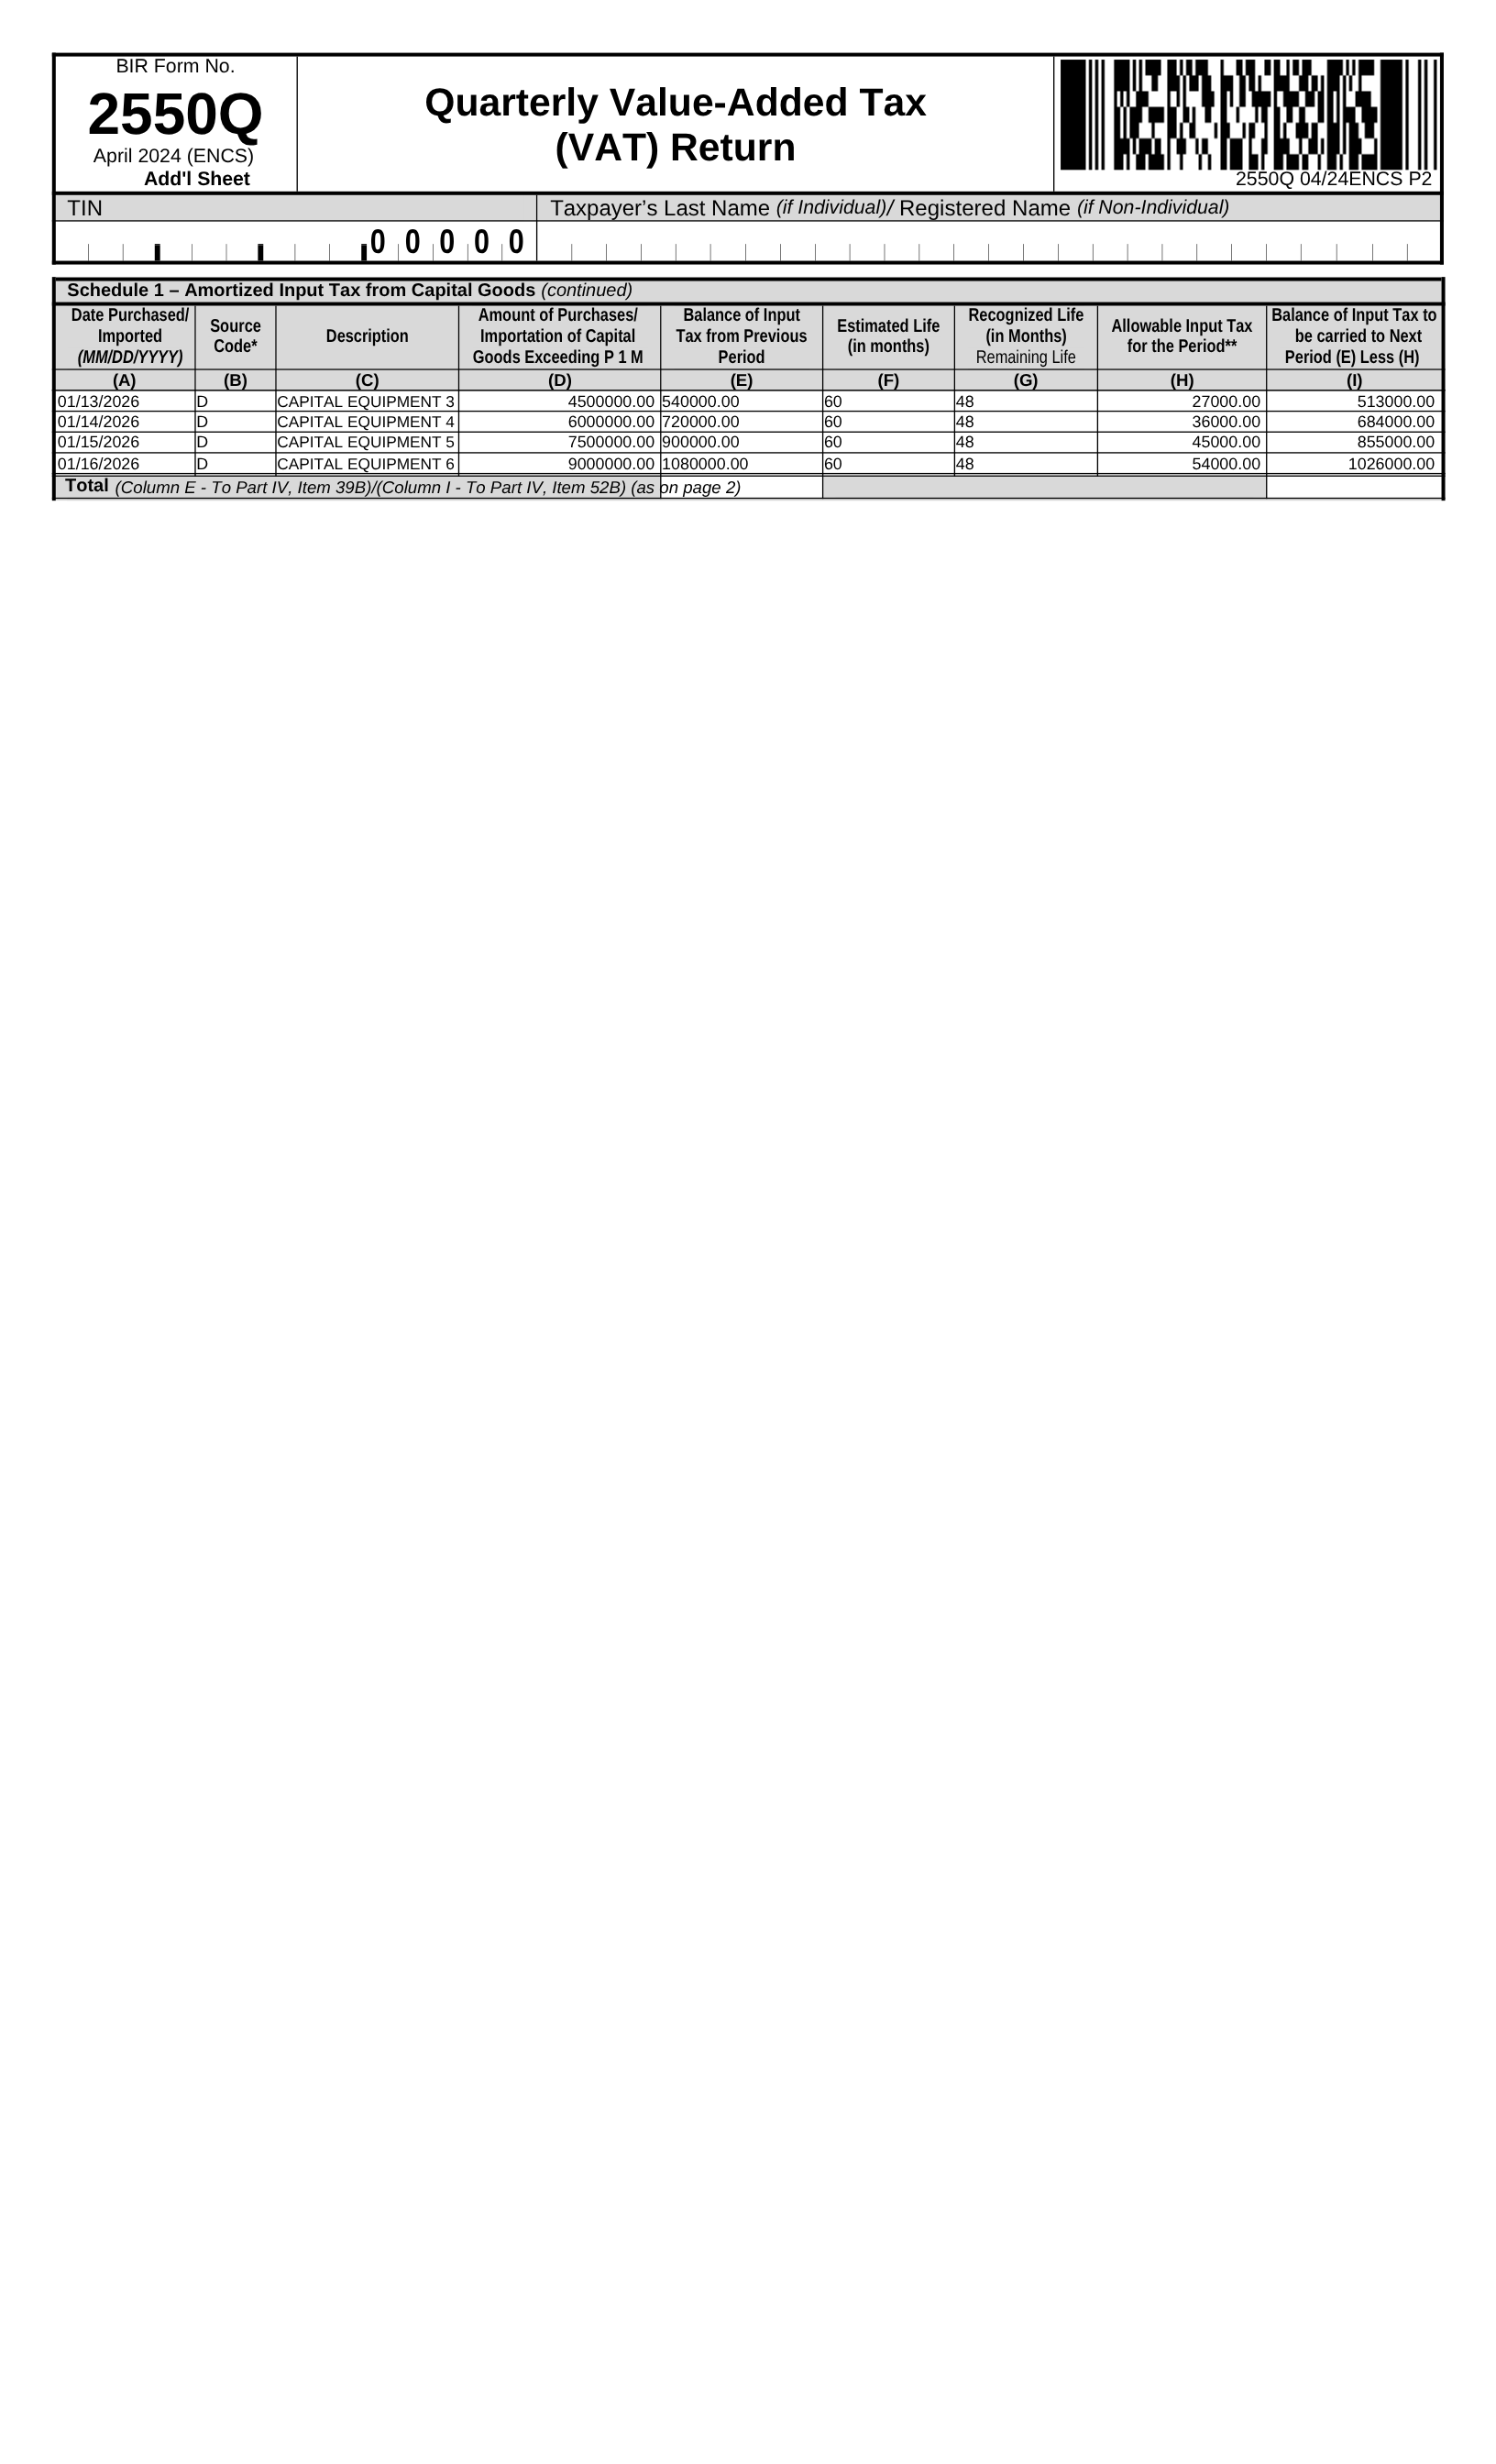 BIR Form No.
2550Q
April 2024 (ENCS)
Add'l Sheet
Quarterly Value-Added Tax
(VAT) Return
2550Q 04/24ENCS P2
TIN
Taxpayer’s Last Name (if Individual)/ Registered Name (if Non-Individual)
0 0 0 0 0
Schedule 1 – Amortized Input Tax from Capital Goods (continued)
Date Purchased/
Imported
(MM/DD/YYYY)
Source
Code*
Description
Amount of Purchases/
Importation of Capital
Goods Exceeding P 1 M
Balance of Input
Tax from Previous
Period
Estimated Life
(in months)
Recognized Life
(in Months)
Remaining Life
Allowable Input Tax
for the Period**
Balance of Input Tax to
be carried to Next
Period (E) Less (H)
(A) (B) (C) (D) (E) (F) (G) (H) (I)
01/13/2026 D CAPITAL EQUIPMENT 3 4500000.00 540000.00 60 48 27000.00 513000.00
01/14/2026 D CAPITAL EQUIPMENT 4 6000000.00 720000.00 60 48 36000.00 684000.00
01/15/2026 D CAPITAL EQUIPMENT 5 7500000.00 900000.00 60 48 45000.00 855000.00
01/16/2026 D CAPITAL EQUIPMENT 6 9000000.00 1080000.00 60 48 54000.00 1026000.00
Total (Column E - To Part IV, Item 39B)/(Column I - To Part IV, Item 52B) (as on page 2)